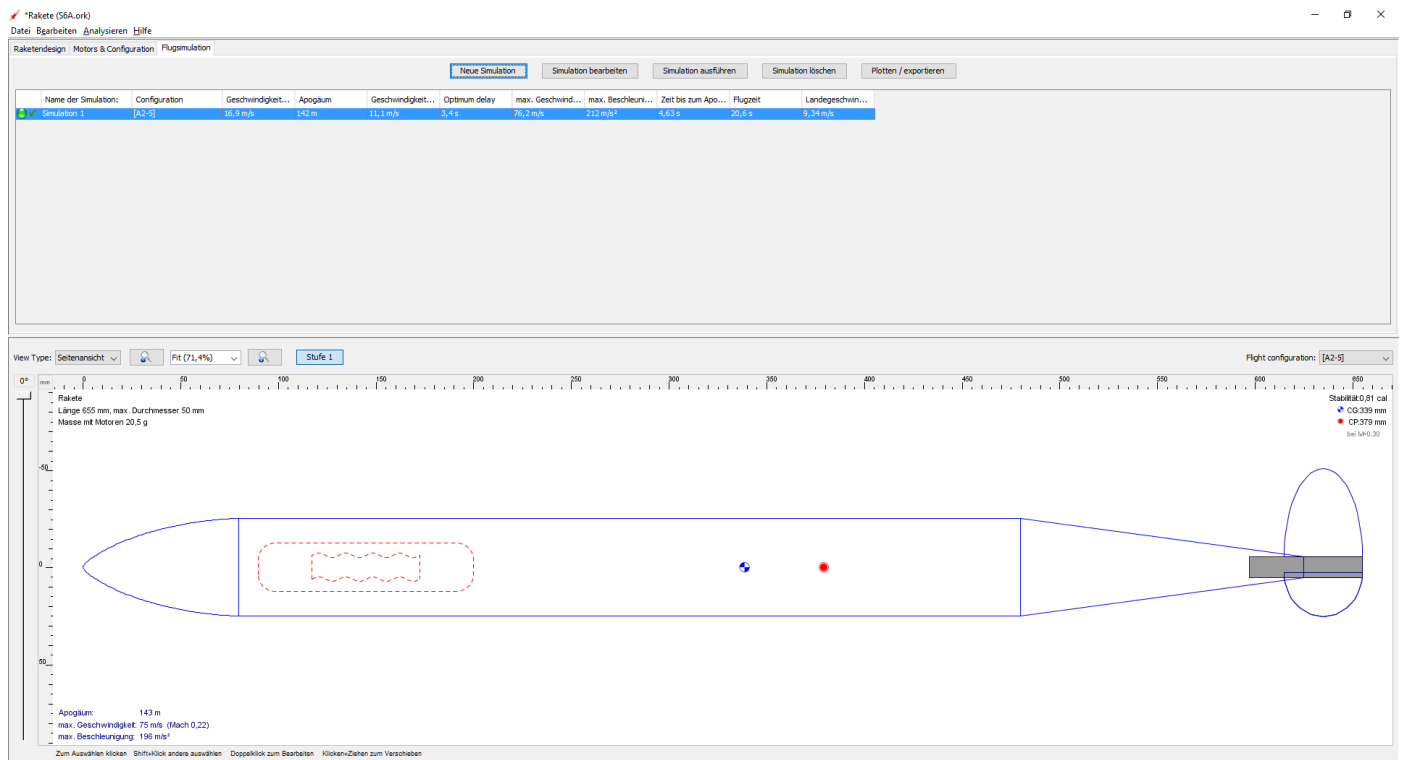 *Rakete (S6A.ork)
Datei Bearbeiten Analysieren Hilfe
Raketendesign Motors & Configuration Flugsimulation
Neue Simulation Simulation bearbeiten Simulation ausführen Simulation löschen Plotten / exportieren
Name der Simulation: Configuration Geschwindigkeit... Apogäum Geschwindigkeit... Optimum delay max. Geschwind... max. Beschleuni... Zeit bis zum Apo... Flugzeit Landegeschwin...
Simulation 1 [A2-5] 16,9 m/s 142 m 11,1 m/s 3,4 s 76,2 m/s 212 m/s² 4,63 s 20,6 s 9,34 m/s
View Type: Seitenansicht Fit (71,4%) Stufe 1 Flight configuration: [A2-5]
0° mm 0 50 100 150 200 250 300 350 400 450 500 550 600 650
Rakete Stabilität:0,81 cal
Länge 655 mm, max. Durchmesser 50 mm CG:339 mm
Masse mit Motoren 20,5 g CP:379 mm
bei M=0,30
-50
0
50
Apogäum: 143 m
max. Geschwindigkeit: 75 m/s (Mach 0,22)
max. Beschleunigung: 196 m/s²
Zum Auswählen klicken Shift+Klick andere auswählen Doppelklick zum Bearbeiten Klicken+Ziehen zum Verschieben